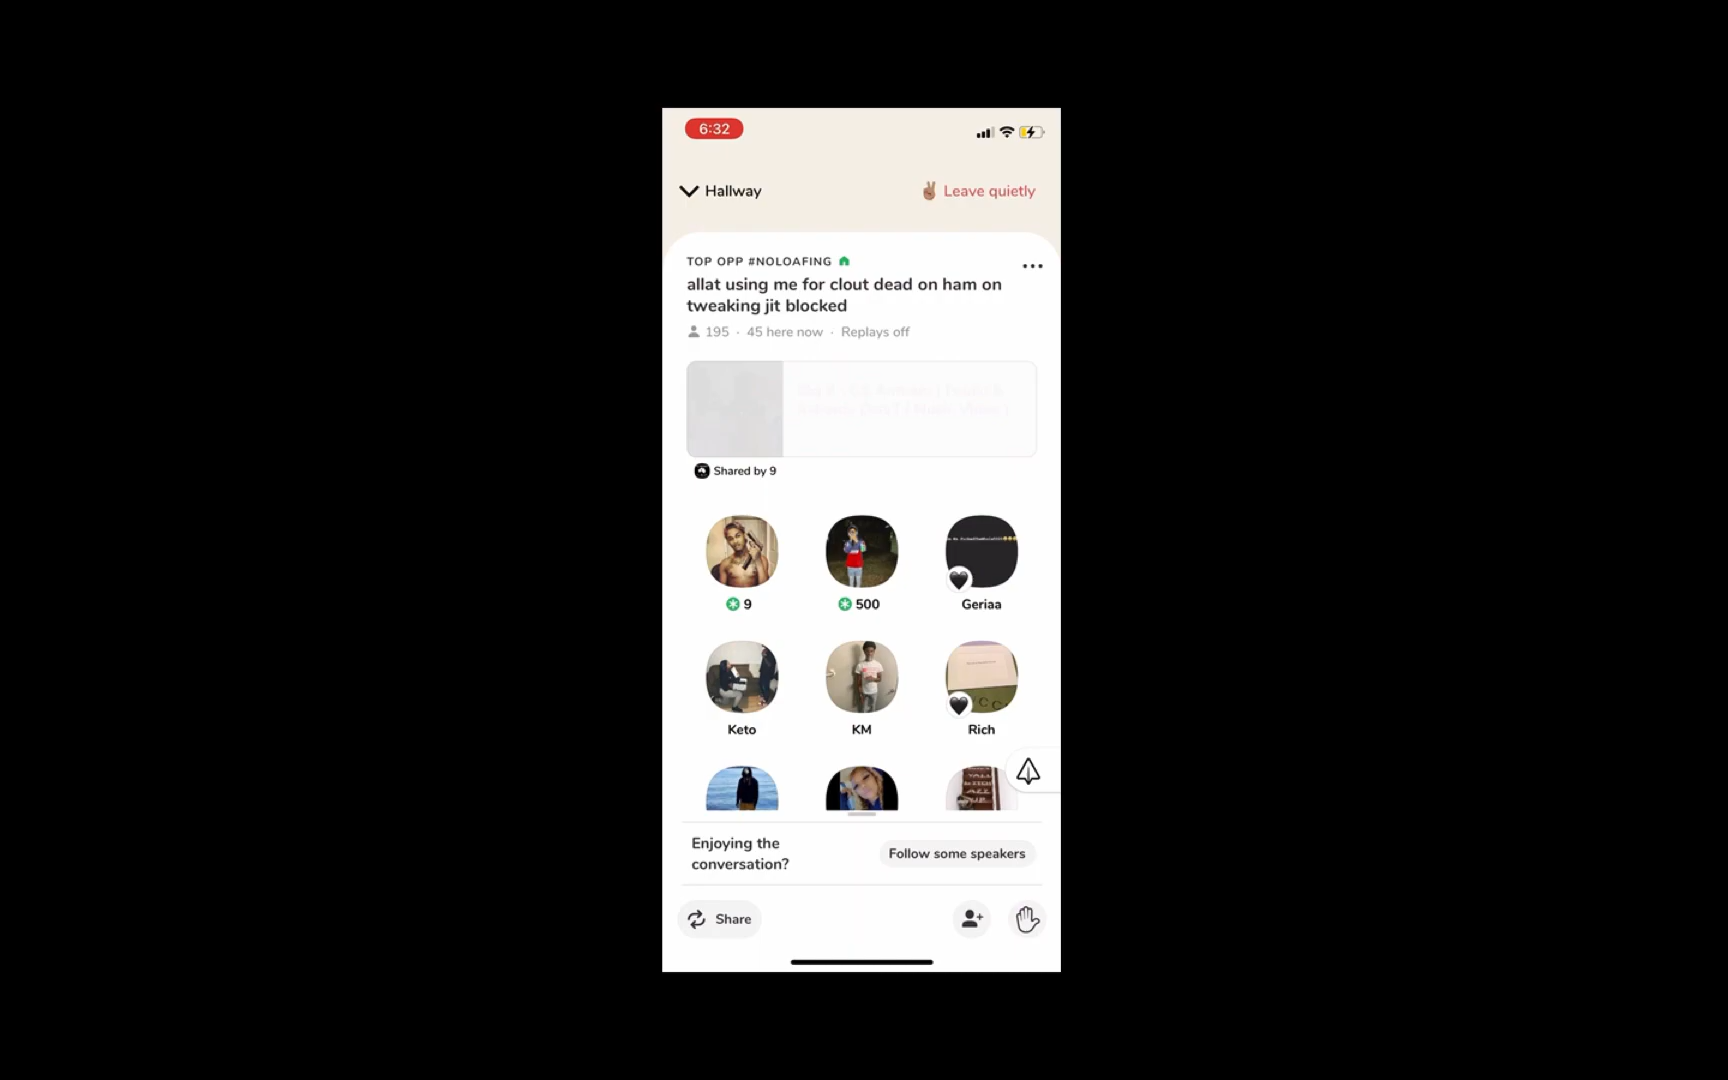 6:32
Hallway
✌🏽 Leave quietly
TOP OPP #NOLOAFING
allat using me for clout dead on ham on
tweaking jit blocked
195 · 45 here now · Replays off
Shared by 9
9
500
Geriaa
Keto
KM
Rich
Enjoying the
conversation?
Follow some speakers
Share